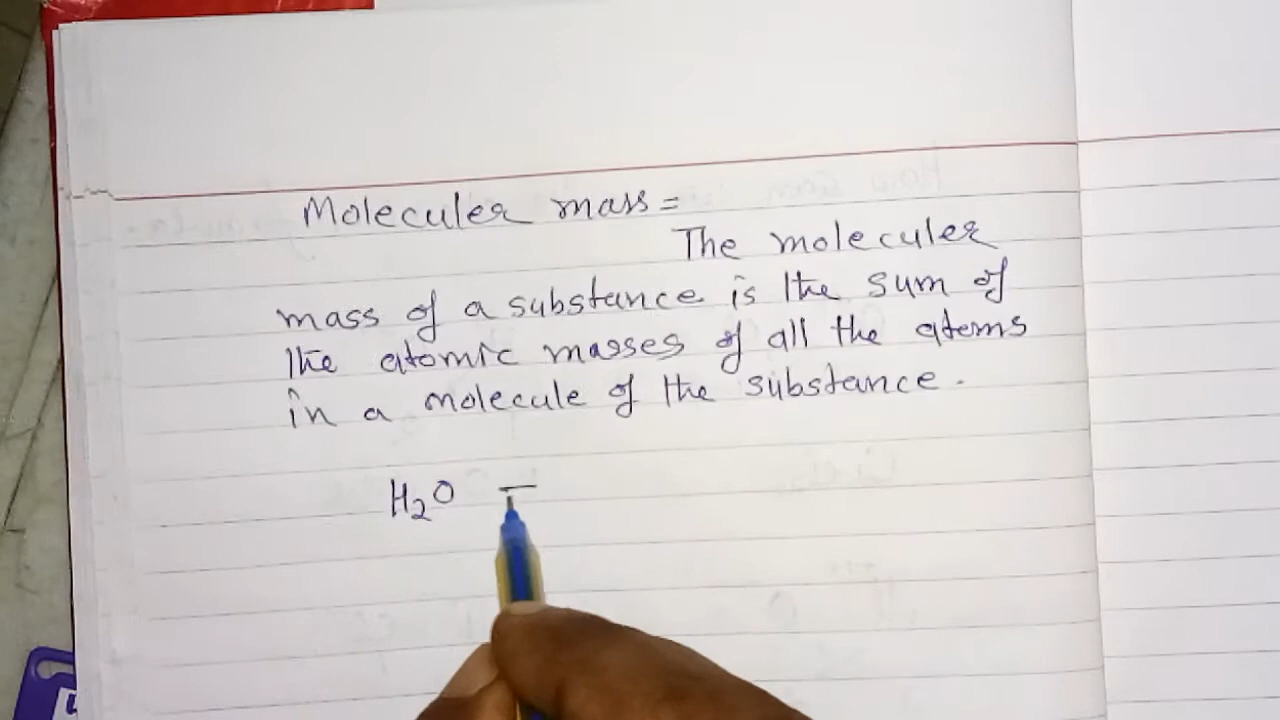 Moleculer mass =
The moleculer
mass of a substance is the sum of
the atomic masses of all the atoms
in a molecule of the substance.
H₂O